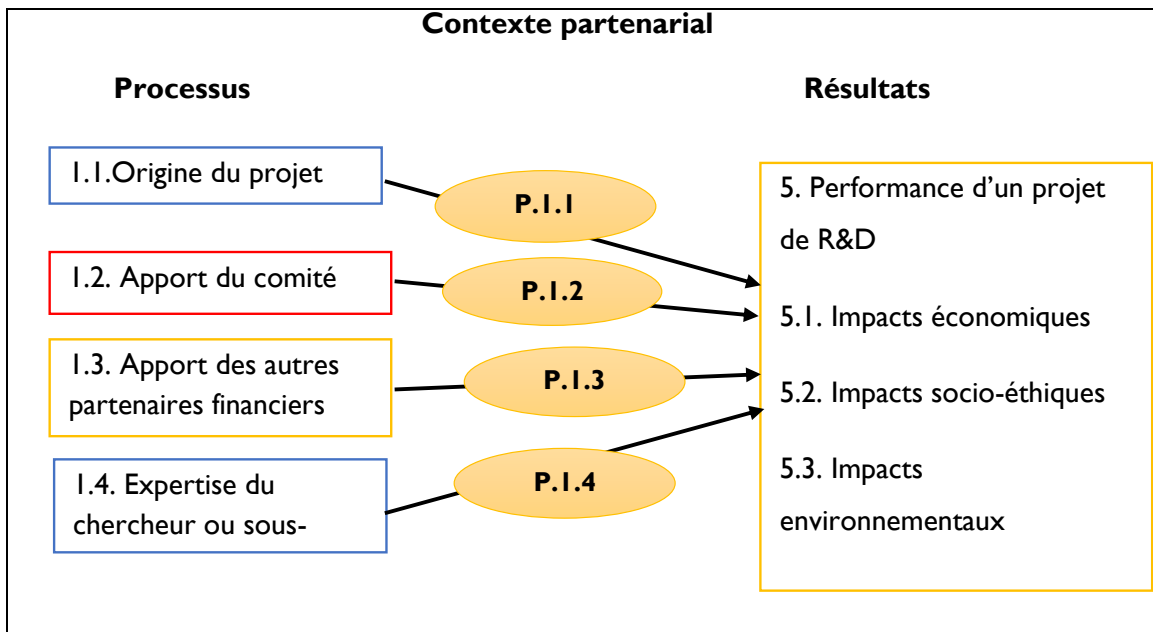 Contexte partenarial
Processus
Résultats
1.1.Origine du projet
P.1.1
1.2. Apport du comité
P.1.2
1.3. Apport des autres
partenaires financiers
P.1.3
1.4. Expertise du
chercheur ou sous-
P.1.4
5. Performance d’un projet
de R&D
5.1. Impacts économiques
5.2. Impacts socio-éthiques
5.3. Impacts
environnementaux